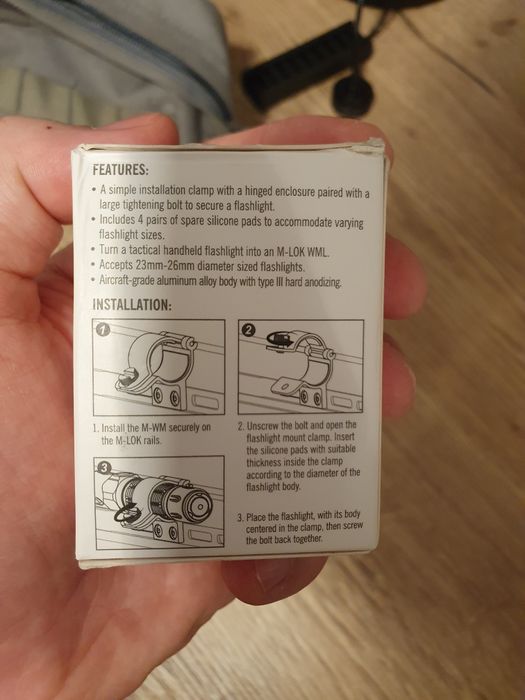 FEATURES:
• A simple installation clamp with a hinged enclosure paired with a
large tightening bolt to secure a flashlight.
• Includes 4 pairs of spare silicone pads to accommodate varying
flashlight sizes.
• Turn a tactical handheld flashlight into an M-LOK WML.
• Accepts 23mm-26mm diameter sized flashlights.
• Aircraft-grade aluminum alloy body with type III hard anodizing.
INSTALLATION:
1
2
1. Install the M-WM securely on
the M-LOK rails.
2. Unscrew the bolt and open the
flashlight mount clamp. Insert
the silicone pads with suitable
thickness inside the clamp
according to the diameter of the
flashlight body.
3
3. Place the flashlight, with its body
centered in the clamp, then screw
the bolt back together.